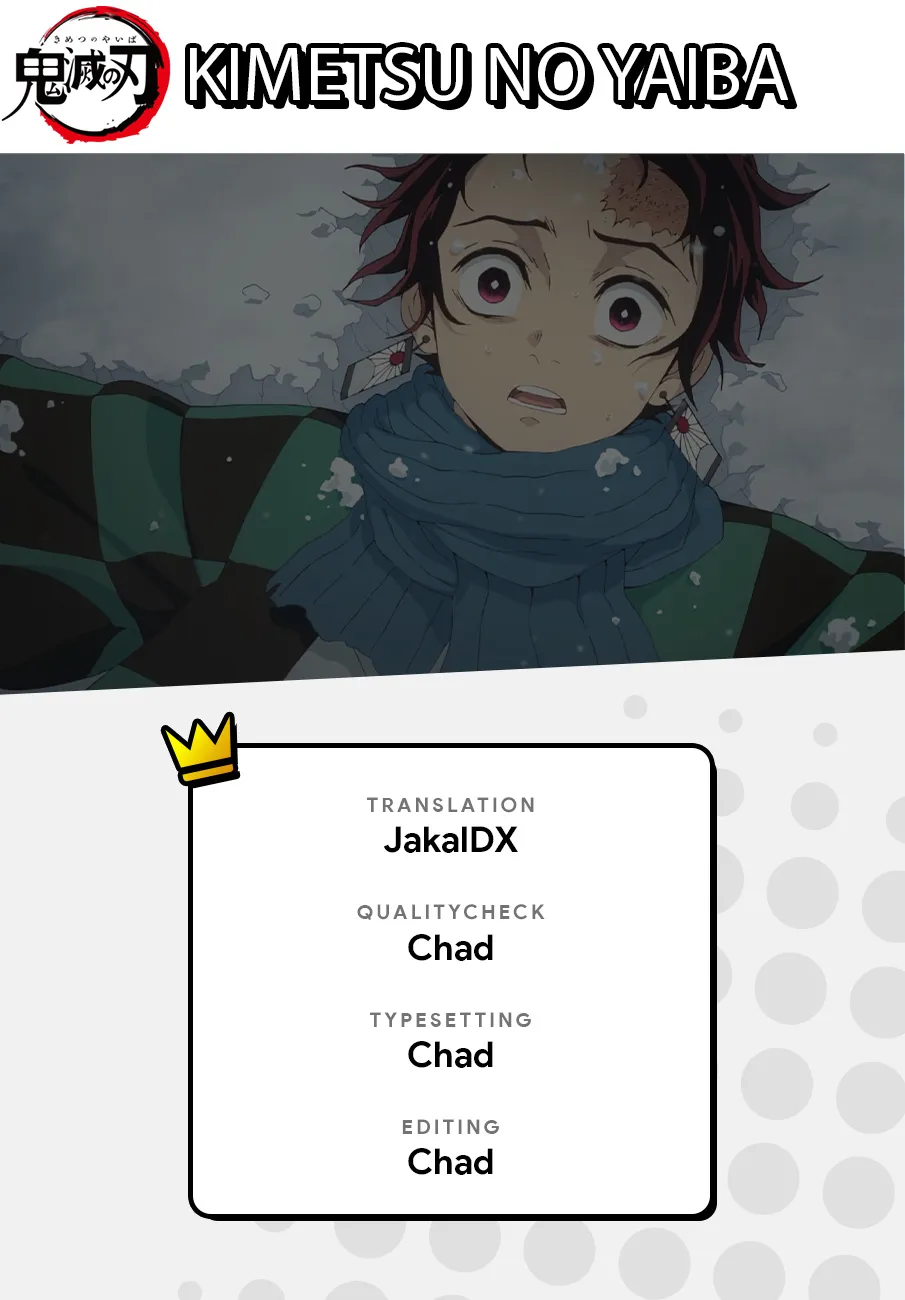 きめつのやいば
鬼滅の刃
KIMETSU NO YAIBA
TRANSLATION
JakalDX
QUALITYCHECK
Chad
TYPESETTING
Chad
EDITING
Chad